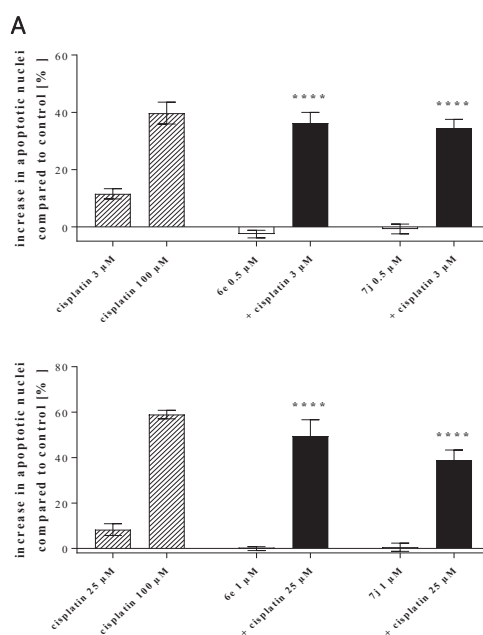 A
increase in apoptotic nuclei
compared to control [% ]
60
40
20
0
****
****
cisplatin 3 µM
cisplatin 100 µM
6e 0.5 µM
+ cisplatin 3 µM
7j 0.5 µM
+ cisplatin 3 µM
increase in apoptotic nuclei
compared to control [% ]
80
60
40
20
0
****
****
cisplatin 25 µM
cisplatin 100 µM
6e 1 µM
+ cisplatin 25 µM
7j 1 µM
+ cisplatin 25 µM